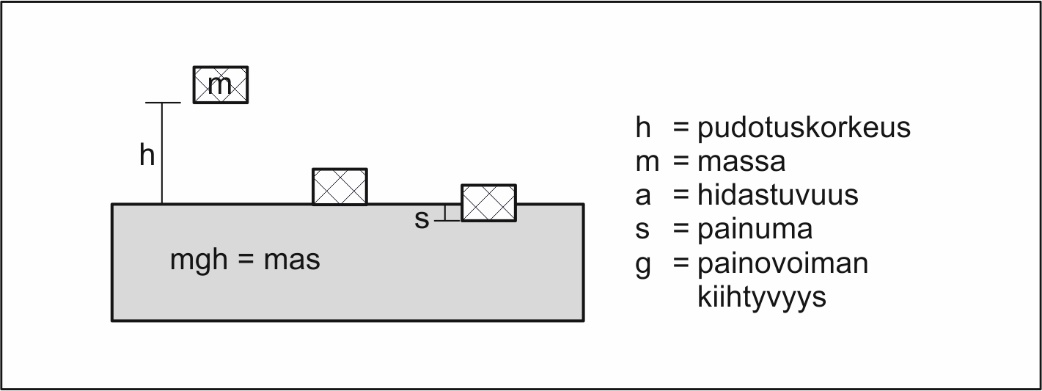 m
h
s
mgh = mas
h = pudotuskorkeus
m = massa
a = hidastuvuus
s = painuma
g = painovoiman
kiihtyvyys